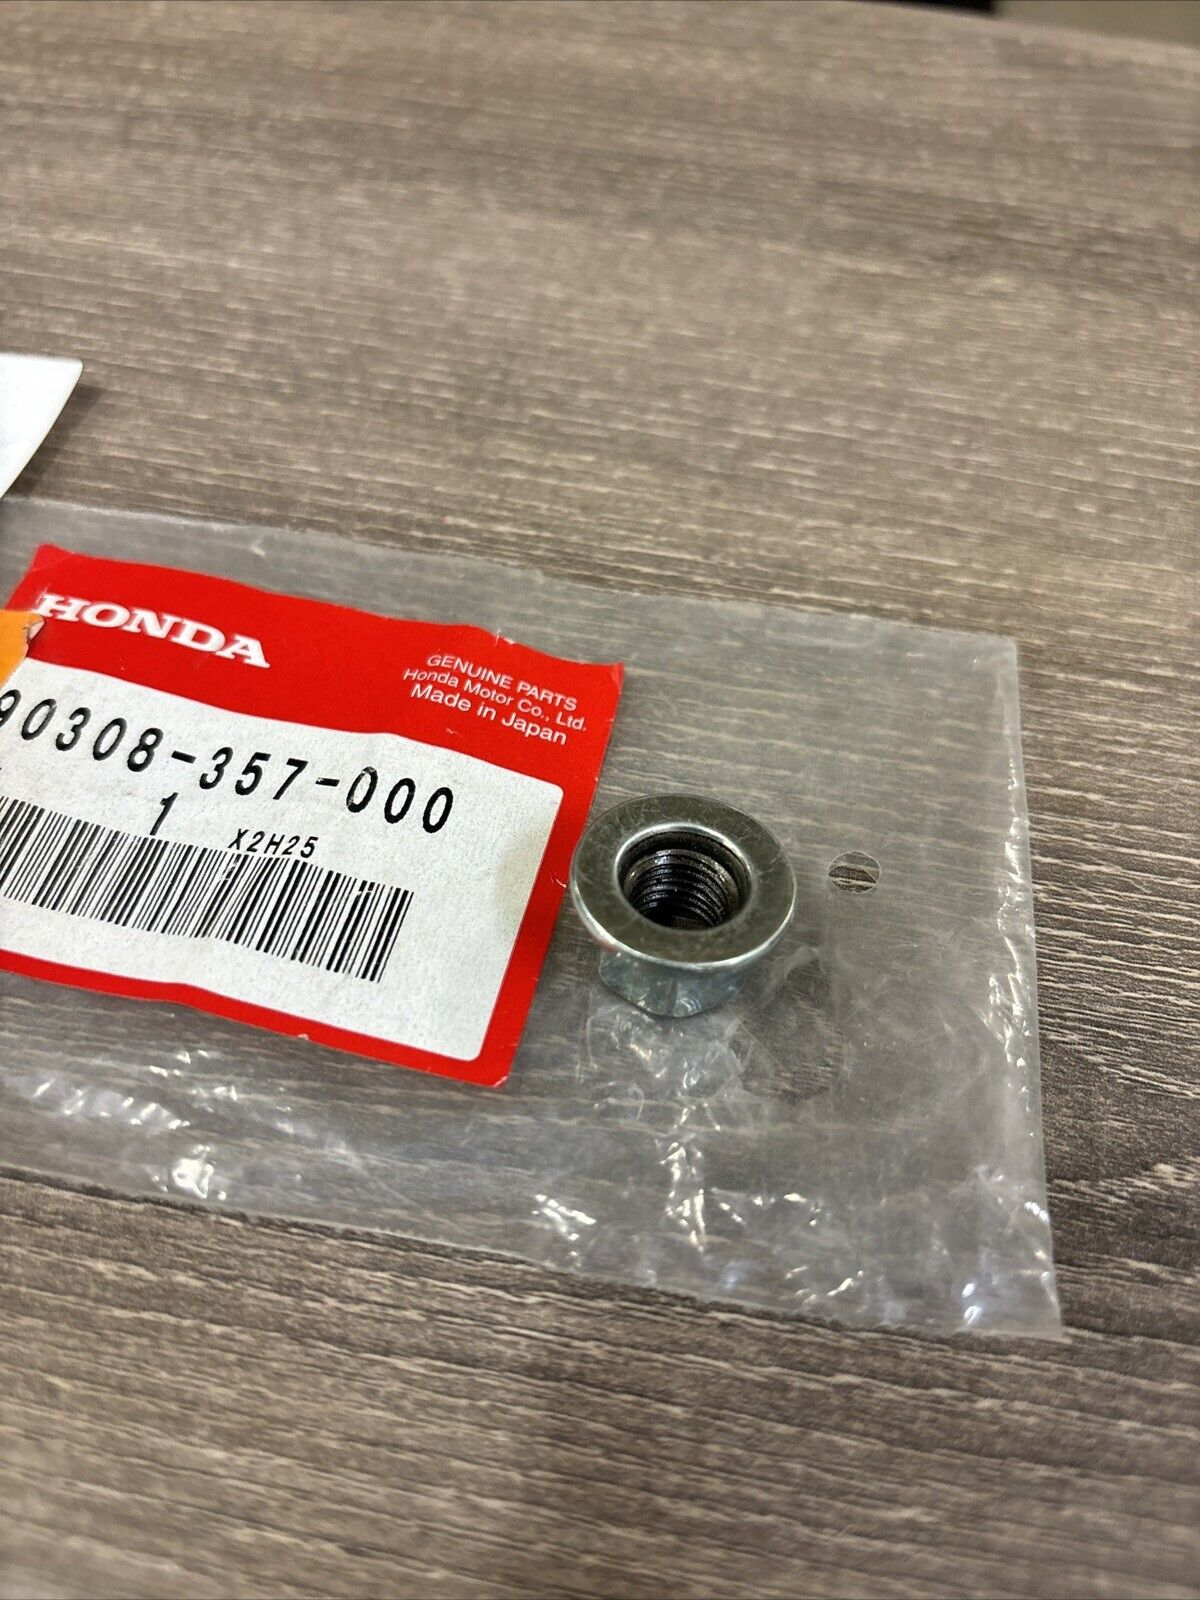 HONDA
GENUINE PARTS
Honda Motor Co., Ltd.
Made in Japan
90308-357-000
1
X2H25